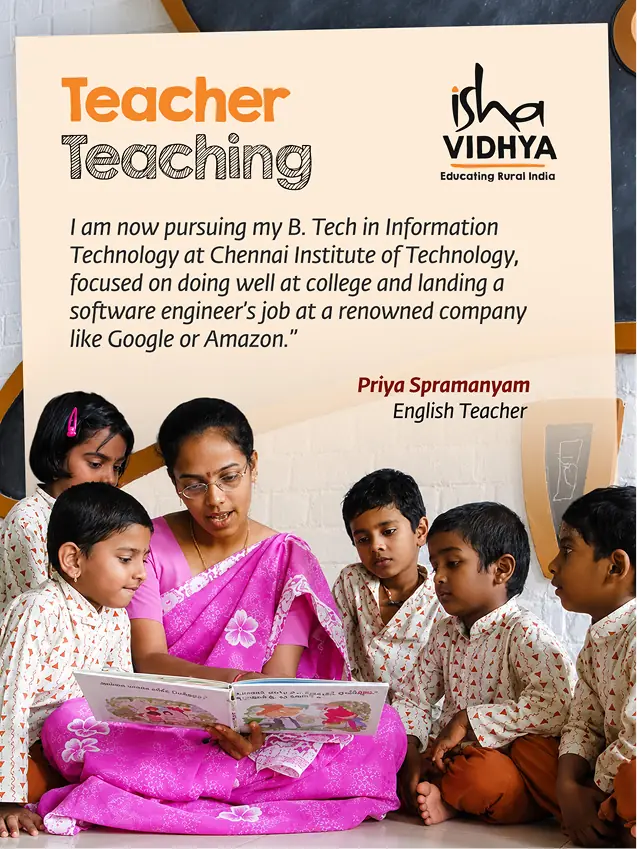 Teacher
Teaching
isha
VIDHYA
Educating Rural India
I am now pursuing my B. Tech in Information
Technology at Chennai Institute of Technology,
focused on doing well at college and landing a
software engineer's job at a renowned company
like Google or Amazon."
Priya Spramanyam
English Teacher